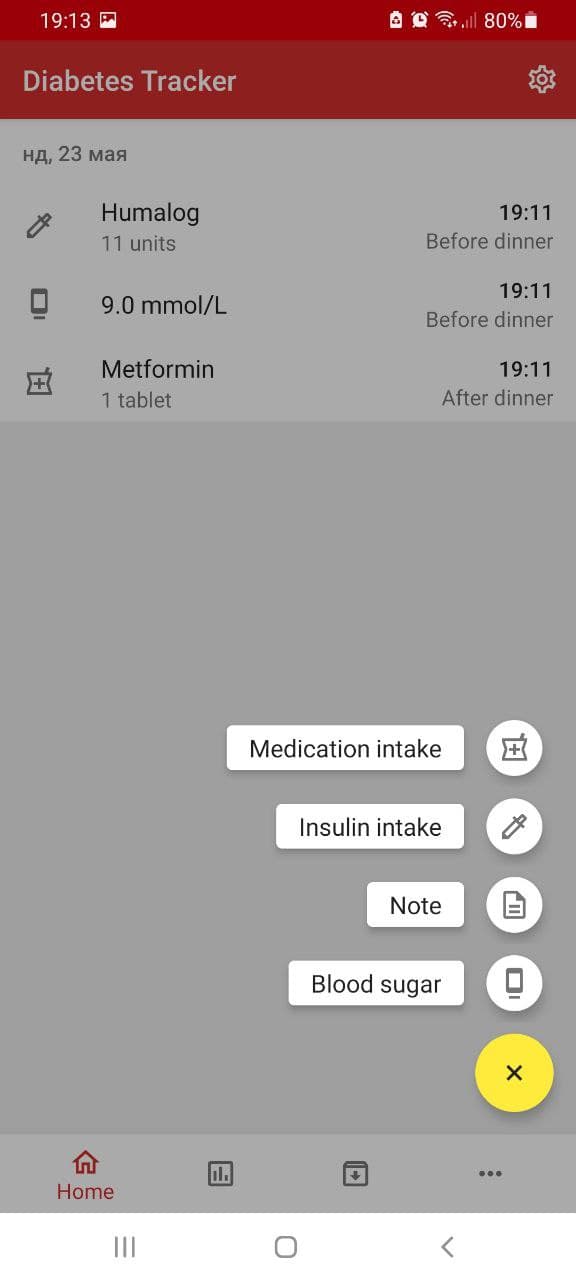 19:13
80%
Diabetes Tracker
нд, 23 мая
Humalog 19:11
11 units Before dinner
9.0 mmol/L 19:11
Before dinner
Metformin 19:11
1 tablet After dinner
Medication intake
Insulin intake
Note
Blood sugar
Home